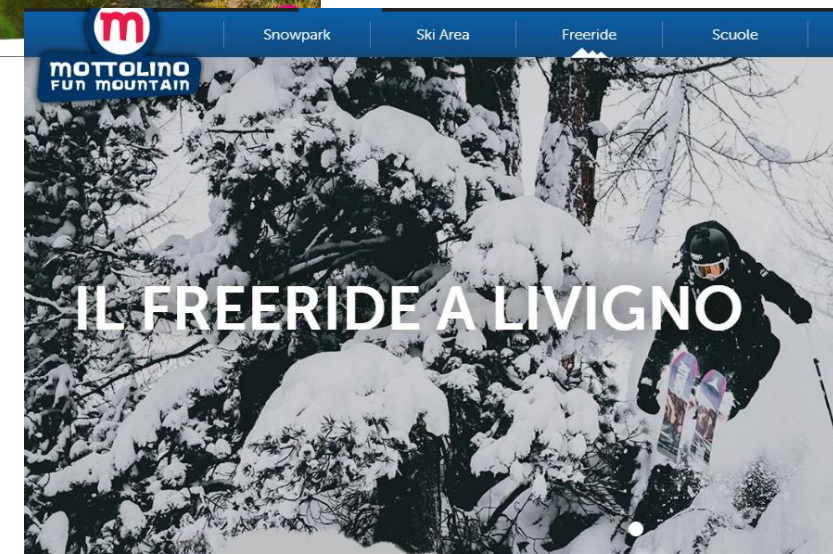 m
MOTTOLINO
FUN MOUNTAIN
Snowpark
Ski Area
Freeride
Scuole
IL FREERIDE A LIVIGNO